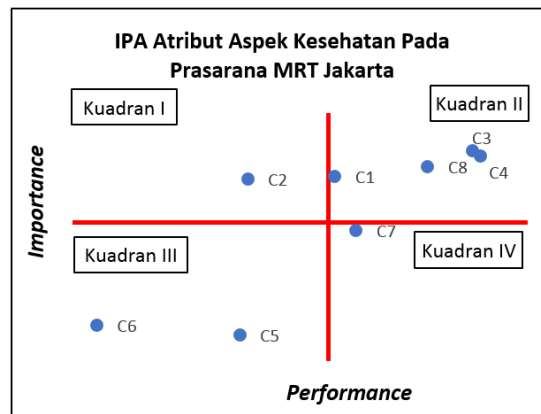 IPA Atribut Aspek Kesehatan Pada
Prasarana MRT Jakarta
Kuadran I
Kuadran II
C3
C8
C4
C2
C1
Importance
C7
Kuadran III
Kuadran IV
C6
C5
Performance